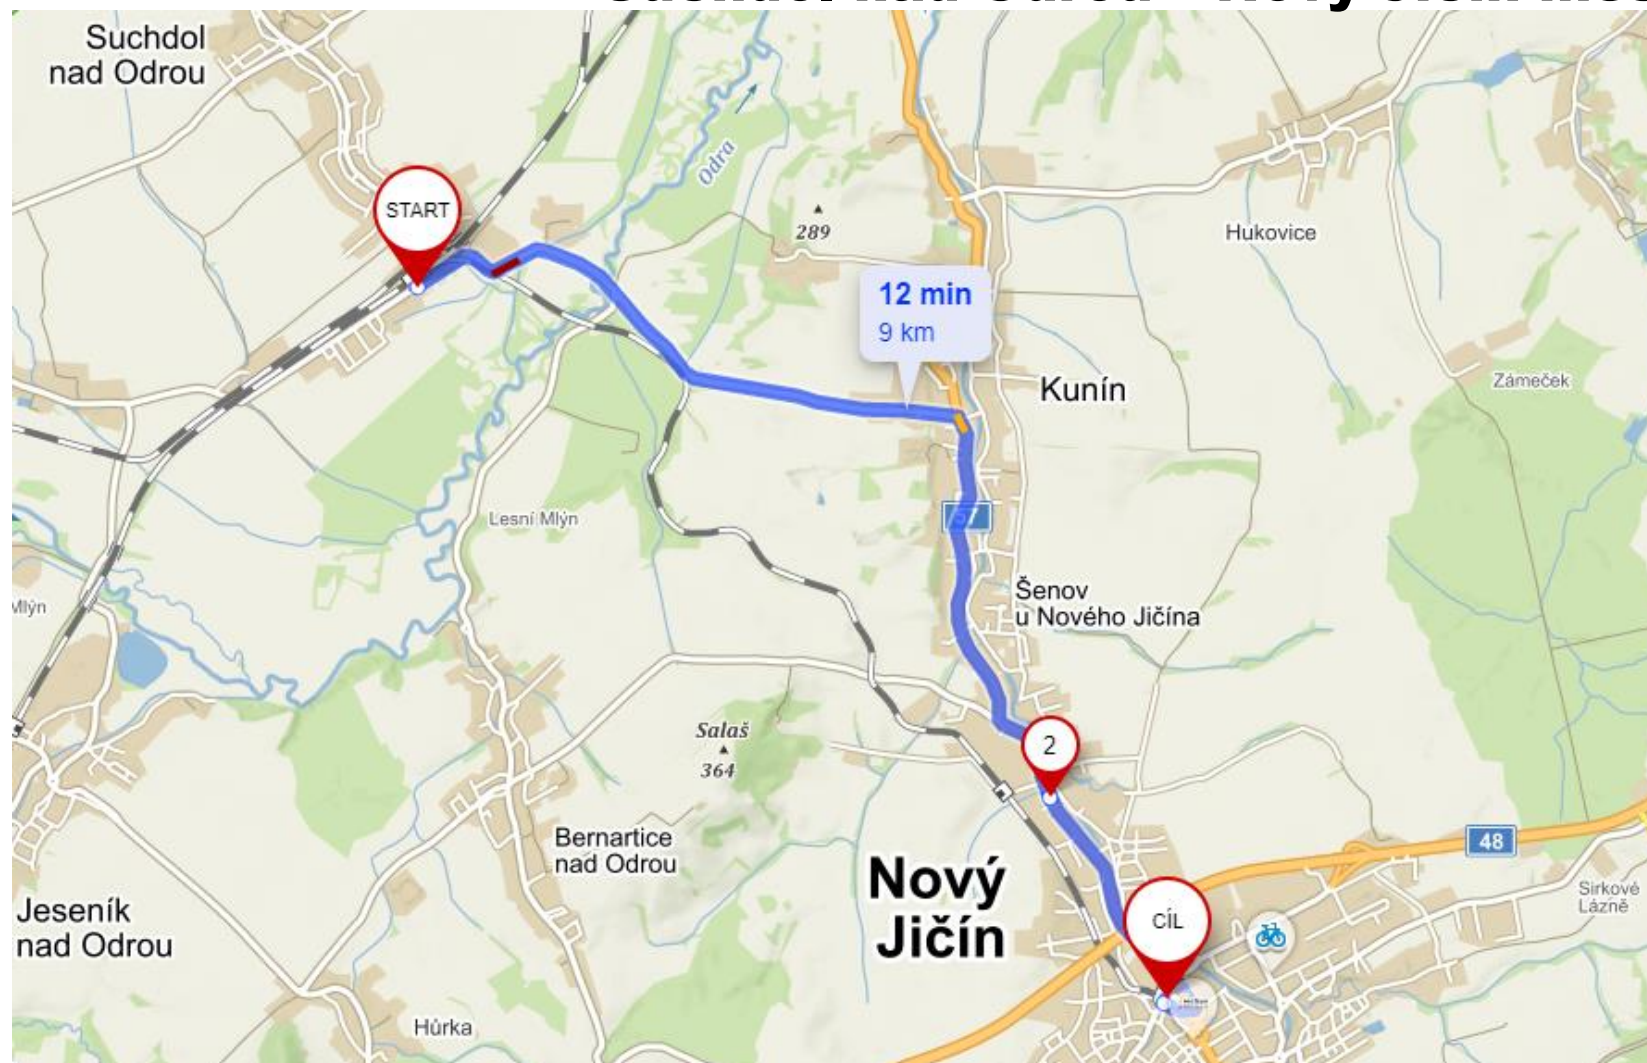 Suchdol
nad Odrou
START
Odra
289
Hukovice
12 min
9 km
Kunín
Zámeček
Lesní Mlýn
57
Šenov
u Nového Jičína
Mlýn
Salaš
364
2
Bernartice
nad Odrou
48
Nový
Jičín
Sirkové
Lázně
Jeseník
nad Odrou
CÍL
Hůrka